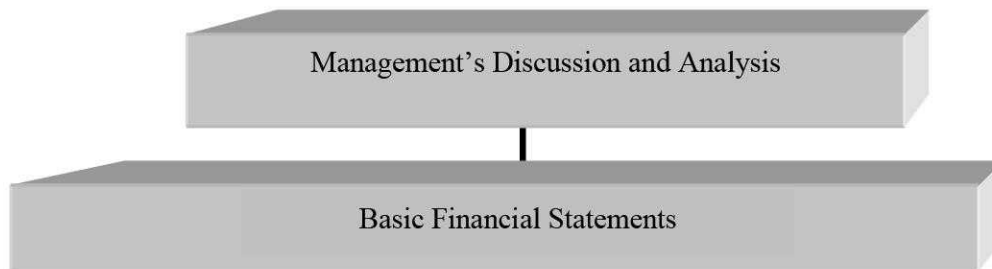 Management’s Discussion and Analysis
Basic Financial Statements